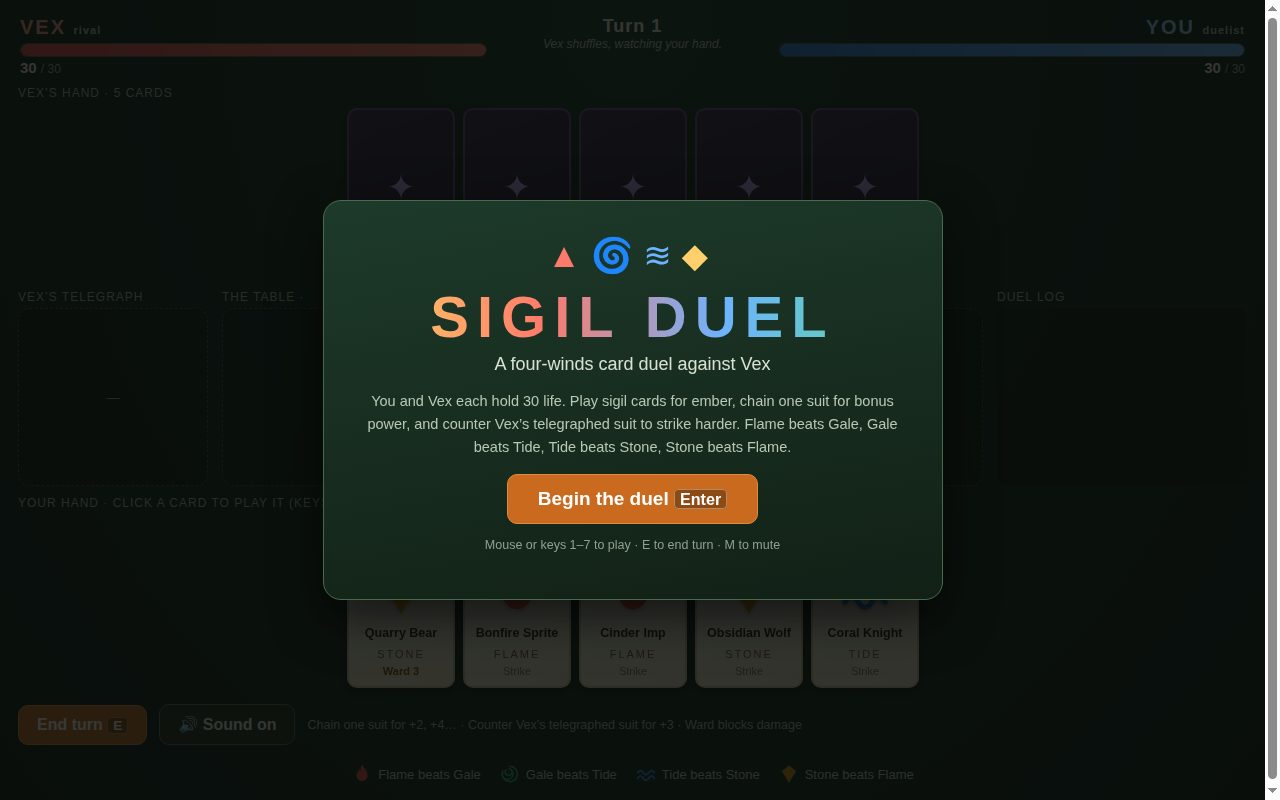 VEX rival
Turn 1
YOU duelist
Vex shuffles, watching your hand.
30 / 30
30 / 30
VEX'S HAND · 5 CARDS
SIGIL DUEL
A four-winds card duel against Vex
You and Vex each hold 30 life. Play sigil cards for ember, chain one suit for bonus
power, and counter Vex’s telegraphed suit to strike harder. Flame beats Gale, Gale
beats Tide, Tide beats Stone, Stone beats Flame.
Begin the duel Enter
Mouse or keys 1–7 to play · E to end turn · M to mute
VEX'S TELEGRAPH
THE TABLE ·
DUEL LOG
—
YOUR HAND · CLICK A CARD TO PLAY IT (KEYS
Quarry Bear
STONE
Ward 3
Bonfire Sprite
FLAME
Strike
Cinder Imp
FLAME
Strike
Obsidian Wolf
STONE
Strike
Coral Knight
TIDE
Strike
End turn E
Sound on
Chain one suit for +2, +4… · Counter Vex's telegraphed suit for +3 · Ward blocks damage
Flame beats Gale
Gale beats Tide
Tide beats Stone
Stone beats Flame